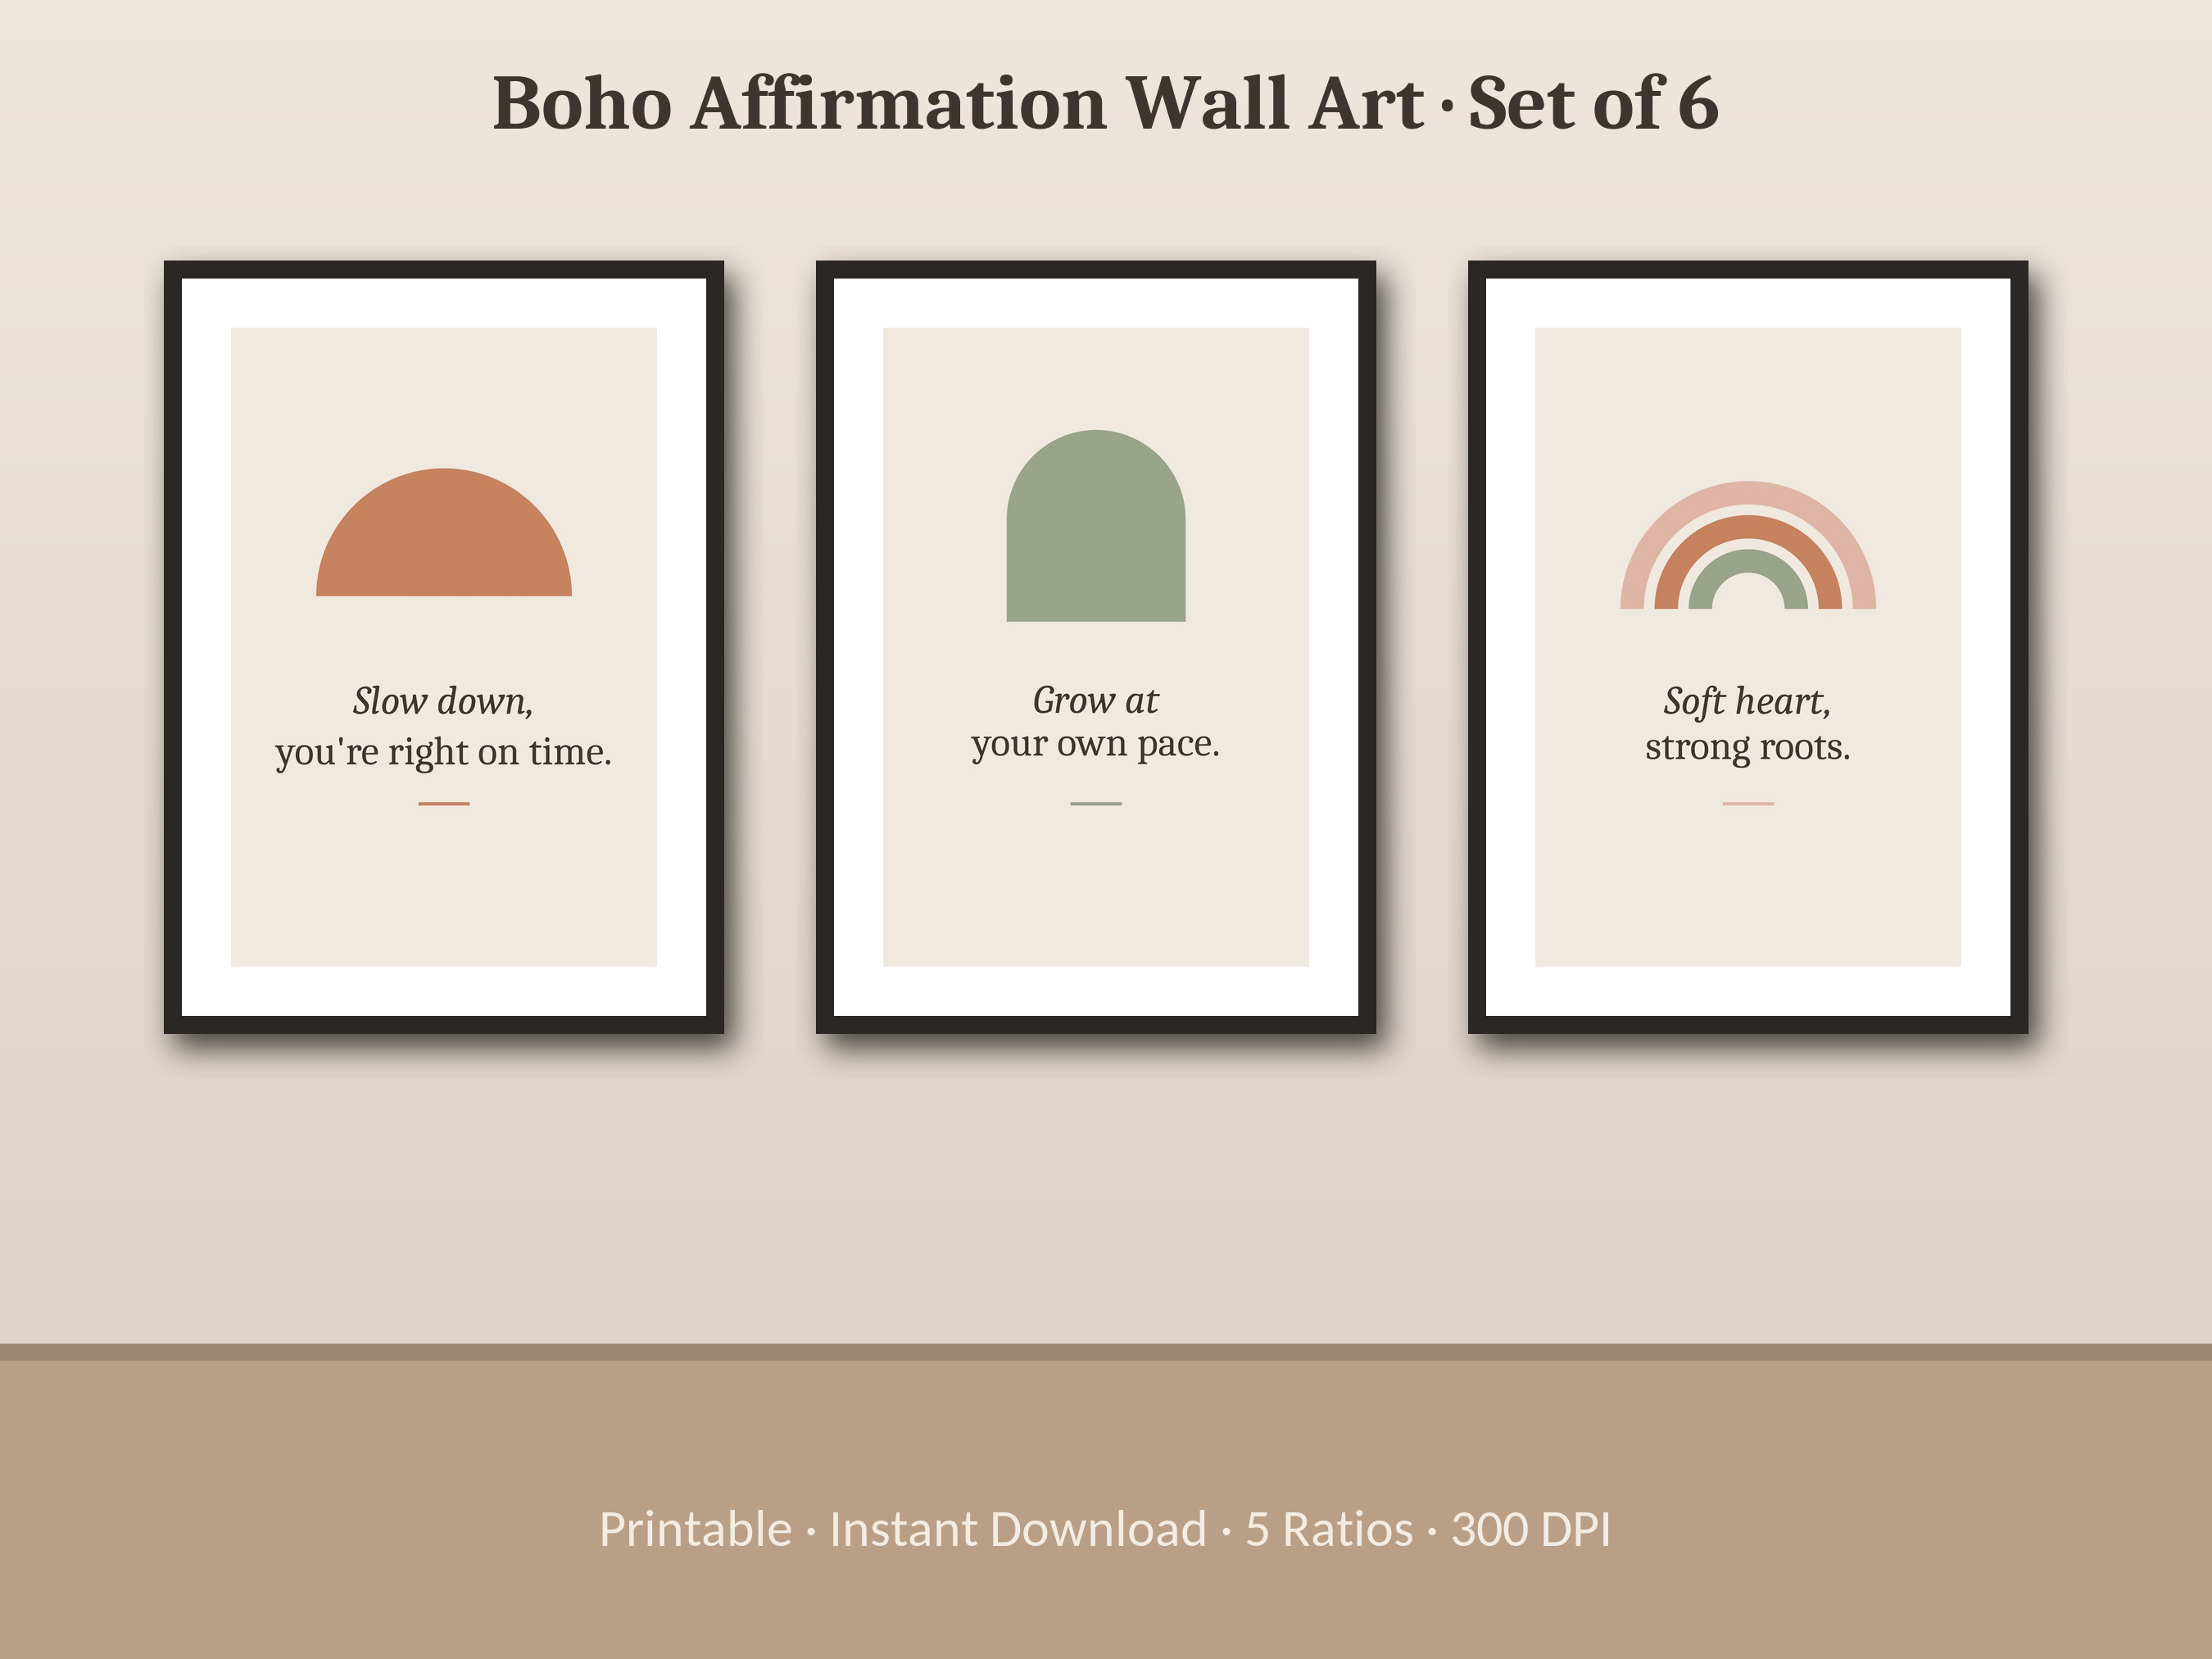 Boho Affirmation Wall Art · Set of 6
Slow down,
you're right on time.
Grow at
your own pace.
Soft heart,
strong roots.
Printable · Instant Download · 5 Ratios · 300 DPI